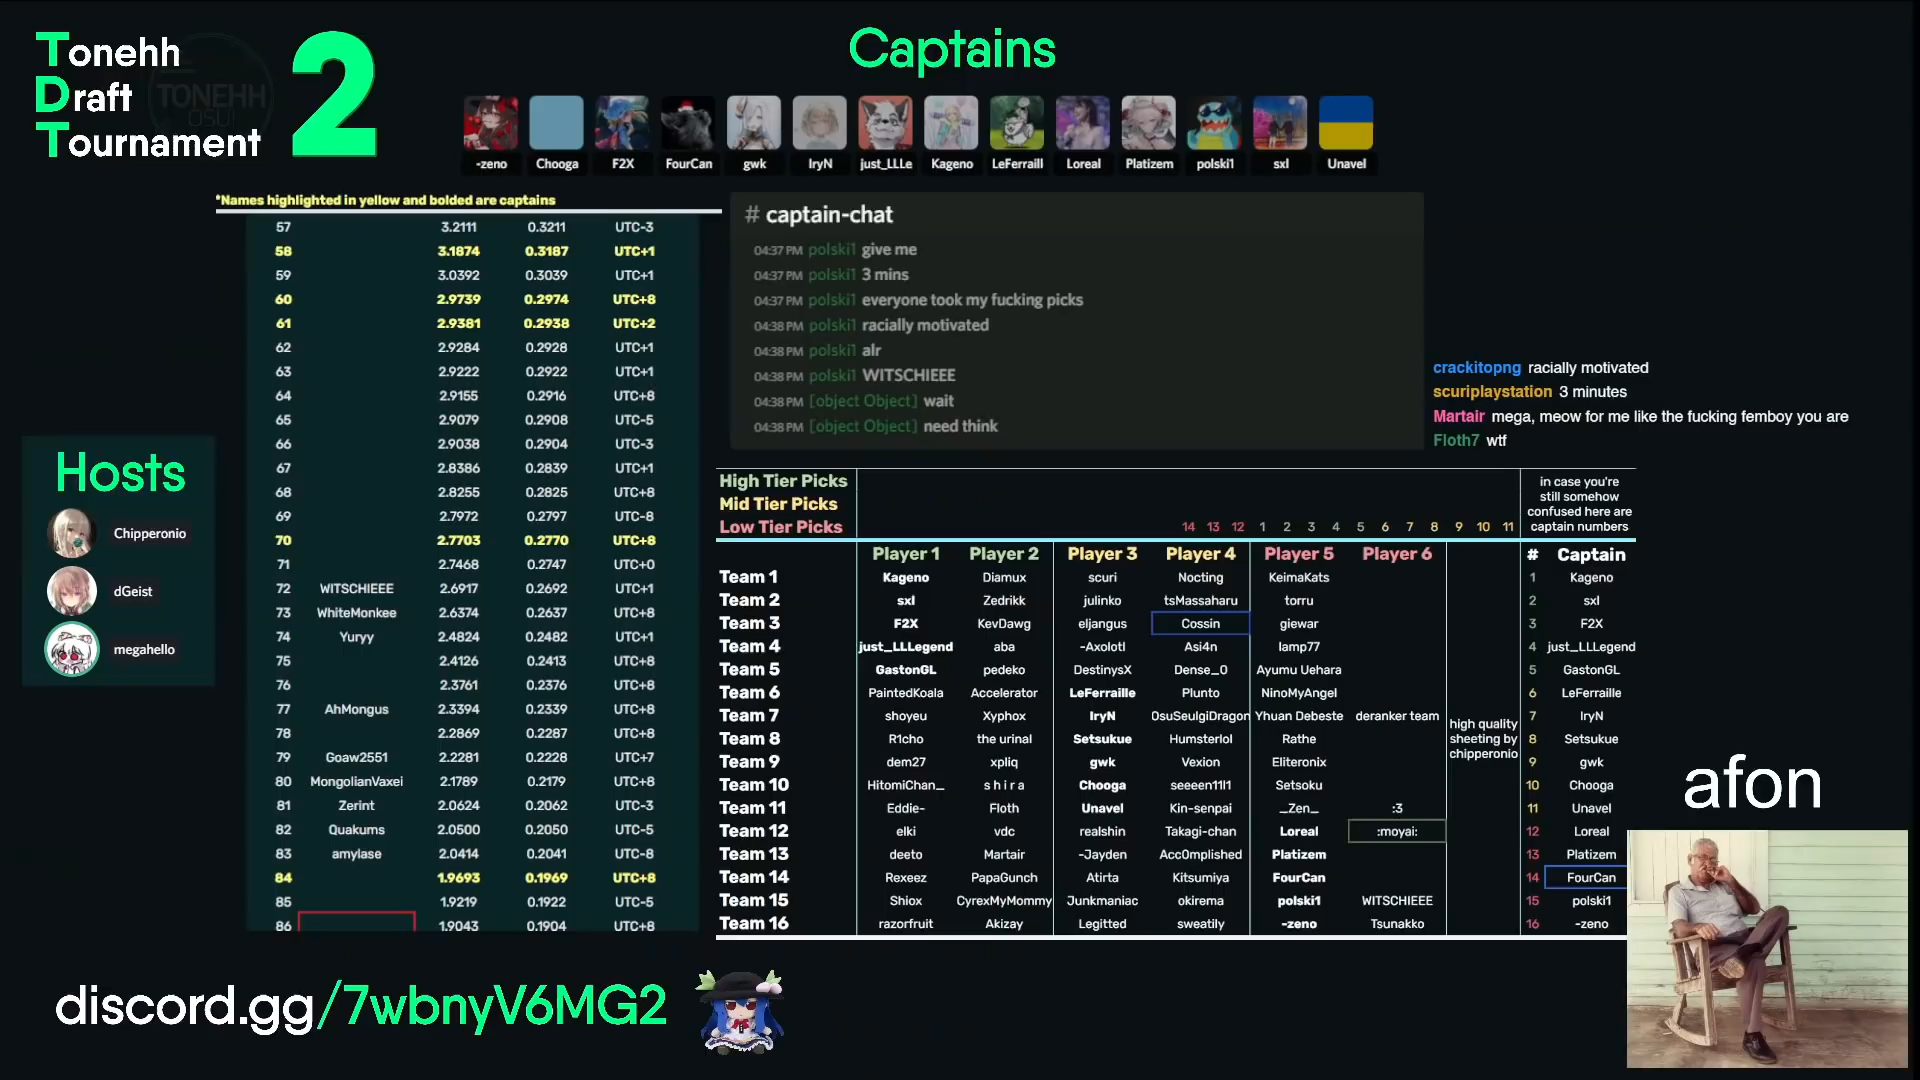 Tonehh
Draft
Tournament
2
TONEHH
OSU!
Captains
-zeno Chooga F2X FourCan gwk IryN just_LLLe Kageno LeFerraill Loreal Platizem polski1 sxl Unavel
*Names highlighted in yellow and bolded are captains
57 3.2111 0.3211 UTC-3
58 3.1874 0.3187 UTC+1
59 3.0392 0.3039 UTC+1
60 2.9739 0.2974 UTC+8
61 2.9381 0.2938 UTC+2
62 2.9284 0.2928 UTC+1
63 2.9222 0.2922 UTC+1
64 2.9155 0.2916 UTC+8
65 2.9079 0.2908 UTC-5
66 2.9038 0.2904 UTC-3
67 2.8386 0.2839 UTC+1
68 2.8255 0.2825 UTC+8
69 2.7972 0.2797 UTC-8
70 2.7703 0.2770 UTC+8
71 2.7468 0.2747 UTC+0
72 WITSCHIEEE 2.6917 0.2692 UTC+1
73 WhiteMonkee 2.6374 0.2637 UTC+8
74 Yuryy 2.4824 0.2482 UTC+1
75 2.4126 0.2413 UTC+8
76 2.3761 0.2376 UTC+8
77 AhMongus 2.3394 0.2339 UTC+8
78 2.2869 0.2287 UTC+8
79 Goaw2551 2.2281 0.2228 UTC+7
80 MongolianVaxei 2.1789 0.2179 UTC+8
81 Zerint 2.0624 0.2062 UTC-3
82 Quakums 2.0500 0.2050 UTC-5
83 amylase 2.0414 0.2041 UTC-8
84 1.9693 0.1969 UTC+8
85 1.9219 0.1922 UTC-5
86 1.9043 0.1904 UTC+8
# captain-chat
04:37 PM polski1 give me
04:37 PM polski1 3 mins
04:37 PM polski1 everyone took my fucking picks
04:38 PM polski1 racially motivated
04:38 PM polski1 alr
04:38 PM polski1 WITSCHIEEE
04:38 PM [object Object] wait
04:38 PM [object Object] need think
crackitopng racially motivated
scuriplaystation 3 minutes
Martair mega, meow for me like the fucking femboy you are
Floth7 wtf
Hosts
Chipperonio
dGeist
megahello
High Tier Picks
Mid Tier Picks
Low Tier Picks 14 13 12 1 2 3 4 5 6 7 8 9 10 11
in case you're
still somehow
confused here are
captain numbers
Player 1 Player 2 Player 3 Player 4 Player 5 Player 6 # Captain
Team 1 Kageno Diamux scuri Nocting KeimaKats 1 Kageno
Team 2 sxl Zedrikk julinko tsMassaharu torru 2 sxl
Team 3 F2X KevDawg eljangus Cossin giewar 3 F2X
Team 4 just_LLLegend aba -Axolotl Asi4n lamp77 4 just_LLLegend
Team 5 GastonGL pedeko DestinysX Dense_0 Ayumu Uehara 5 GastonGL
Team 6 PaintedKoala Accelerator LeFerraille Plunto NinoMyAngel 6 LeFerraille
Team 7 shoyeu Xyphox IryN OsuSeulgiDragon Yhuan Debeste deranker team 7 IryN
Team 8 R1cho the urinal Setsukue Humsterlol Rathe 8 Setsukue
Team 9 dem27 xpliq gwk Vexion Eliteronix 9 gwk
Team 10 HitomiChan_ s h i r a Chooga seeeen11l1 Setsoku 10 Chooga
Team 11 Eddie- Floth Unavel Kin-senpai _Zen_ :3 11 Unavel
Team 12 elki vdc realshin Takagi-chan Loreal :moyai: 12 Loreal
Team 13 deeto Martair -Jayden Acc0mplished Platizem 13 Platizem
Team 14 Rexeez PapaGunch Atirta Kitsumiya FourCan 14 FourCan
Team 15 Shiox CyrexMyMommy Junkmaniac okirema polski1 WITSCHIEEE 15 polski1
Team 16 razorfruit Akizay Legitted sweatily -zeno Tsunakko 16 -zeno
high quality
sheeting by
chipperonio
afon
discord.gg/7wbnyV6MG2